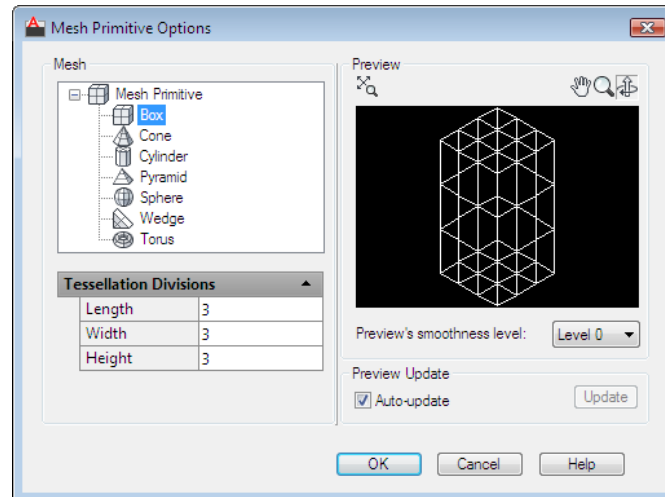 Mesh Primitive Options
Mesh
Mesh Primitive
Box
Cone
Cylinder
Pyramid
Sphere
Wedge
Torus
Tessellation Divisions
Length 3
Width 3
Height 3
Preview
Preview's smoothness level: Level 0
Preview Update
Auto-update Update
OK Cancel Help